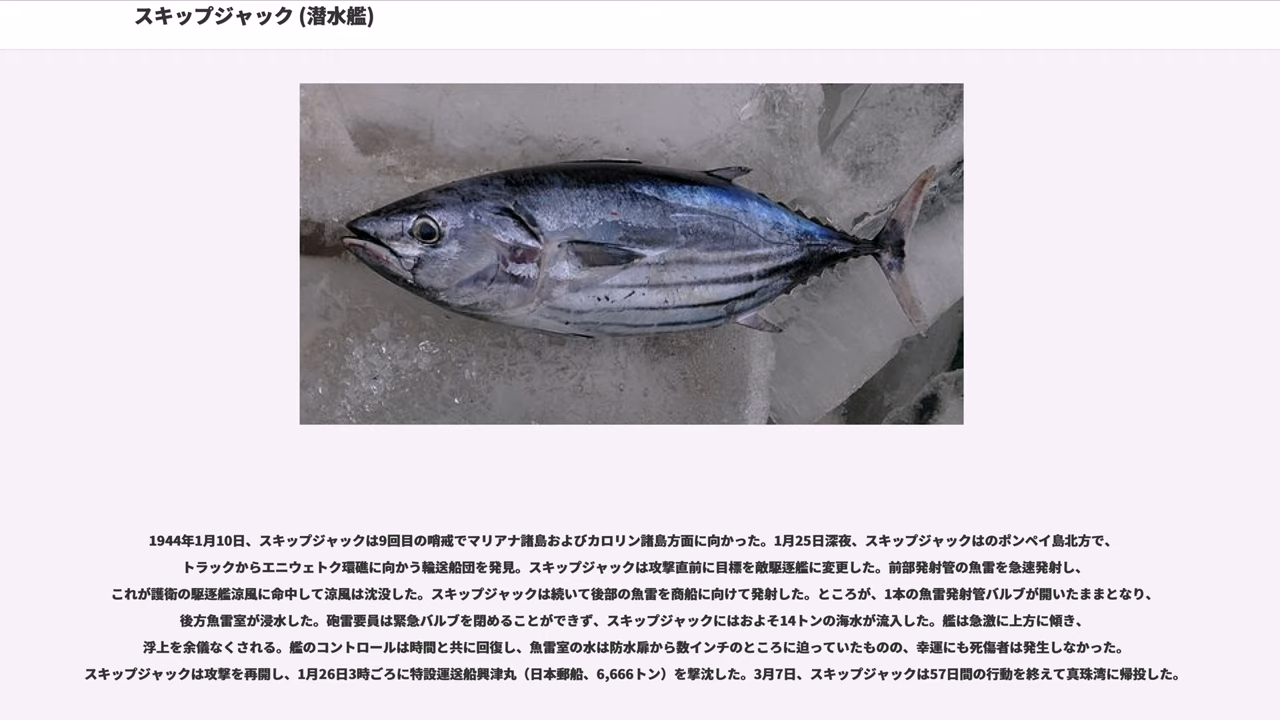 スキップジャック (潜水艦)
1944年1月10日、スキップジャックは9回目の哨戒でマリアナ諸島およびカロリン諸島方面に向かった。1月25日深夜、スキップジャックはのポンペイ島北方で、
トラックからエニウェトク環礁に向かう輸送船団を発見。スキップジャックは攻撃直前に目標を敵駆逐艦に変更した。前部発射管の魚雷を急速発射し、
これが護衛の駆逐艦涼風に命中して涼風は沈没した。スキップジャックは続いて後部の魚雷を商船に向けて発射した。ところが、1本の魚雷発射管バルブが開いたままとなり、
後方魚雷室が浸水した。砲雷要員は緊急バルブを閉めることができず、スキップジャックにはおよそ14トンの海水が流入した。艦は急激に上方に傾き、
浮上を余儀なくされる。艦のコントロールは時間と共に回復し、魚雷室の水は防水扉から数インチのところに迫っていたものの、幸運にも死傷者は発生しなかった。
スキップジャックは攻撃を再開し、1月26日3時ごろに特設運送船興津丸（日本郵船、6,666トン）を撃沈した。3月7日、スキップジャックは57日間の行動を終えて真珠湾に帰投した。